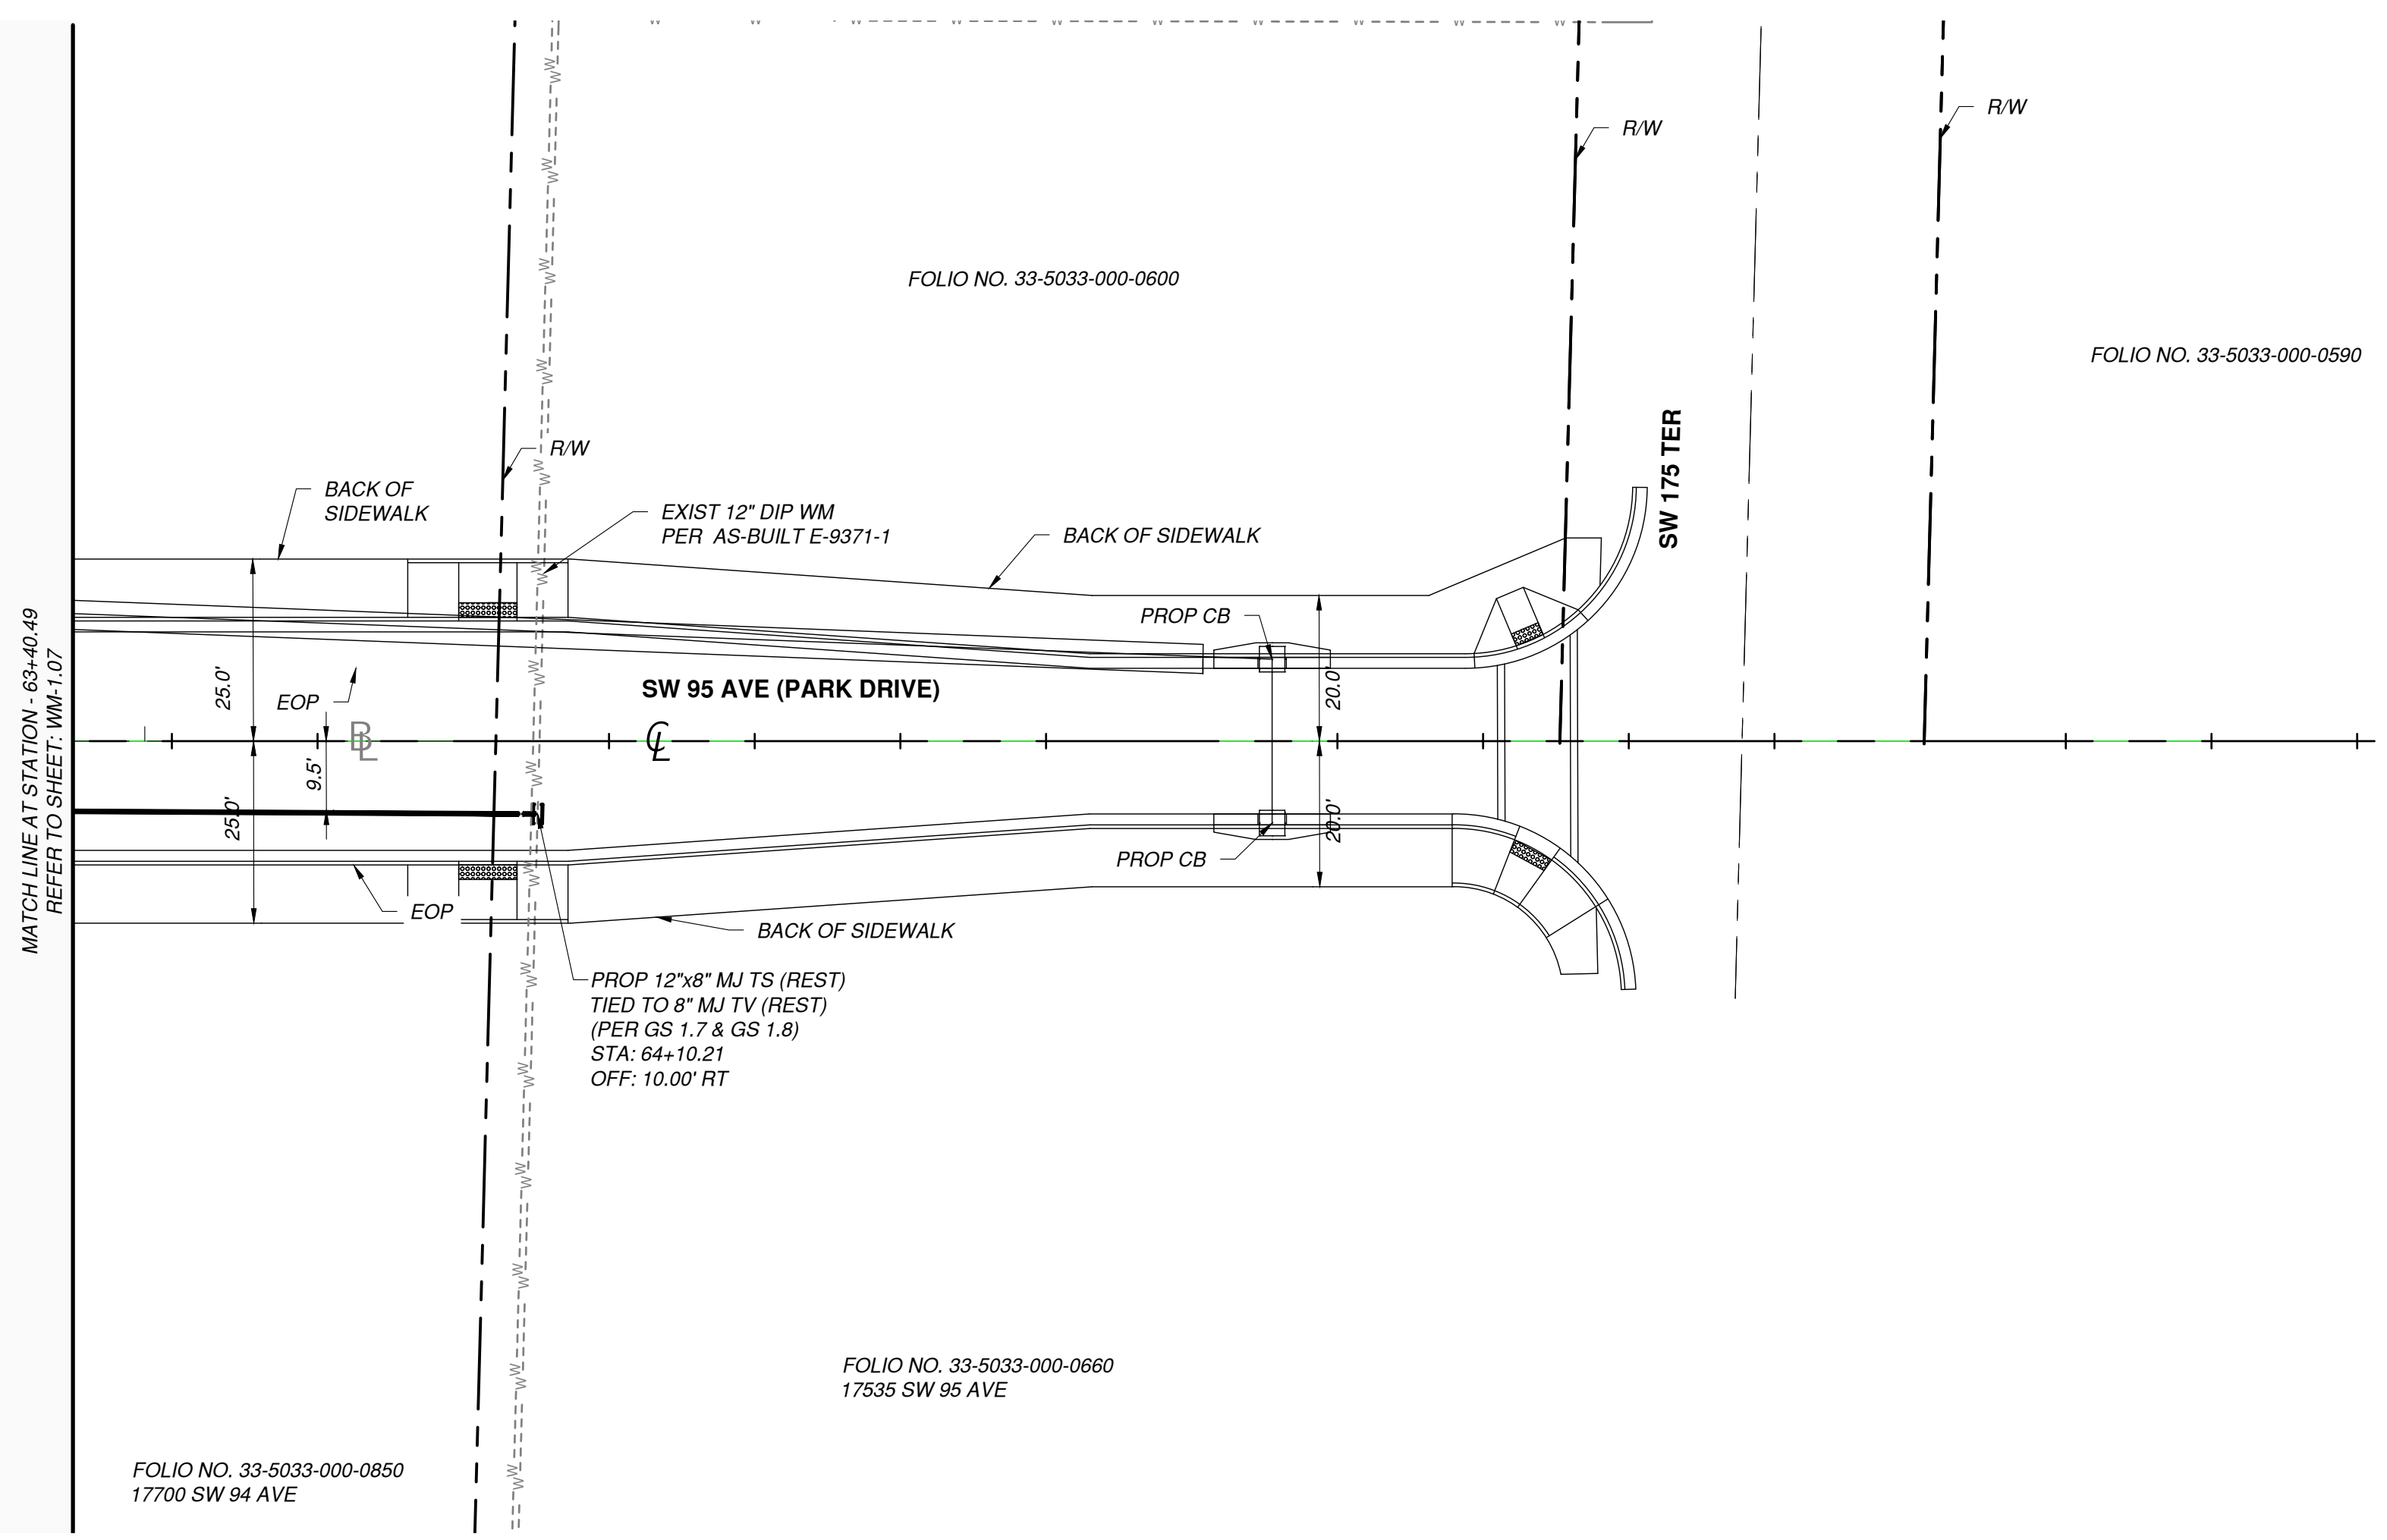 R/W
R/W
FOLIO NO. 33-5033-000-0600
FOLIO NO. 33-5033-000-0590
R/W
SW 175 TER
BACK OF
SIDEWALK
EXIST 12" DIP WM
PER AS-BUILT E-9371-1
BACK OF SIDEWALK
PROP CB
MATCH LINE AT STATION - 63+40.49
REFER TO SHEET: WM-1.07
25.0'
EOP
SW 95 AVE (PARK DRIVE)
20.0'
BL
CL
9.5'
25.0'
20.0'
PROP CB
EOP
BACK OF SIDEWALK
PROP 12"x8" MJ TS (REST)
TIED TO 8" MJ TV (REST)
(PER GS 1.7 & GS 1.8)
STA: 64+10.21
OFF: 10.00' RT
FOLIO NO. 33-5033-000-0660
17535 SW 95 AVE
FOLIO NO. 33-5033-000-0850
17700 SW 94 AVE